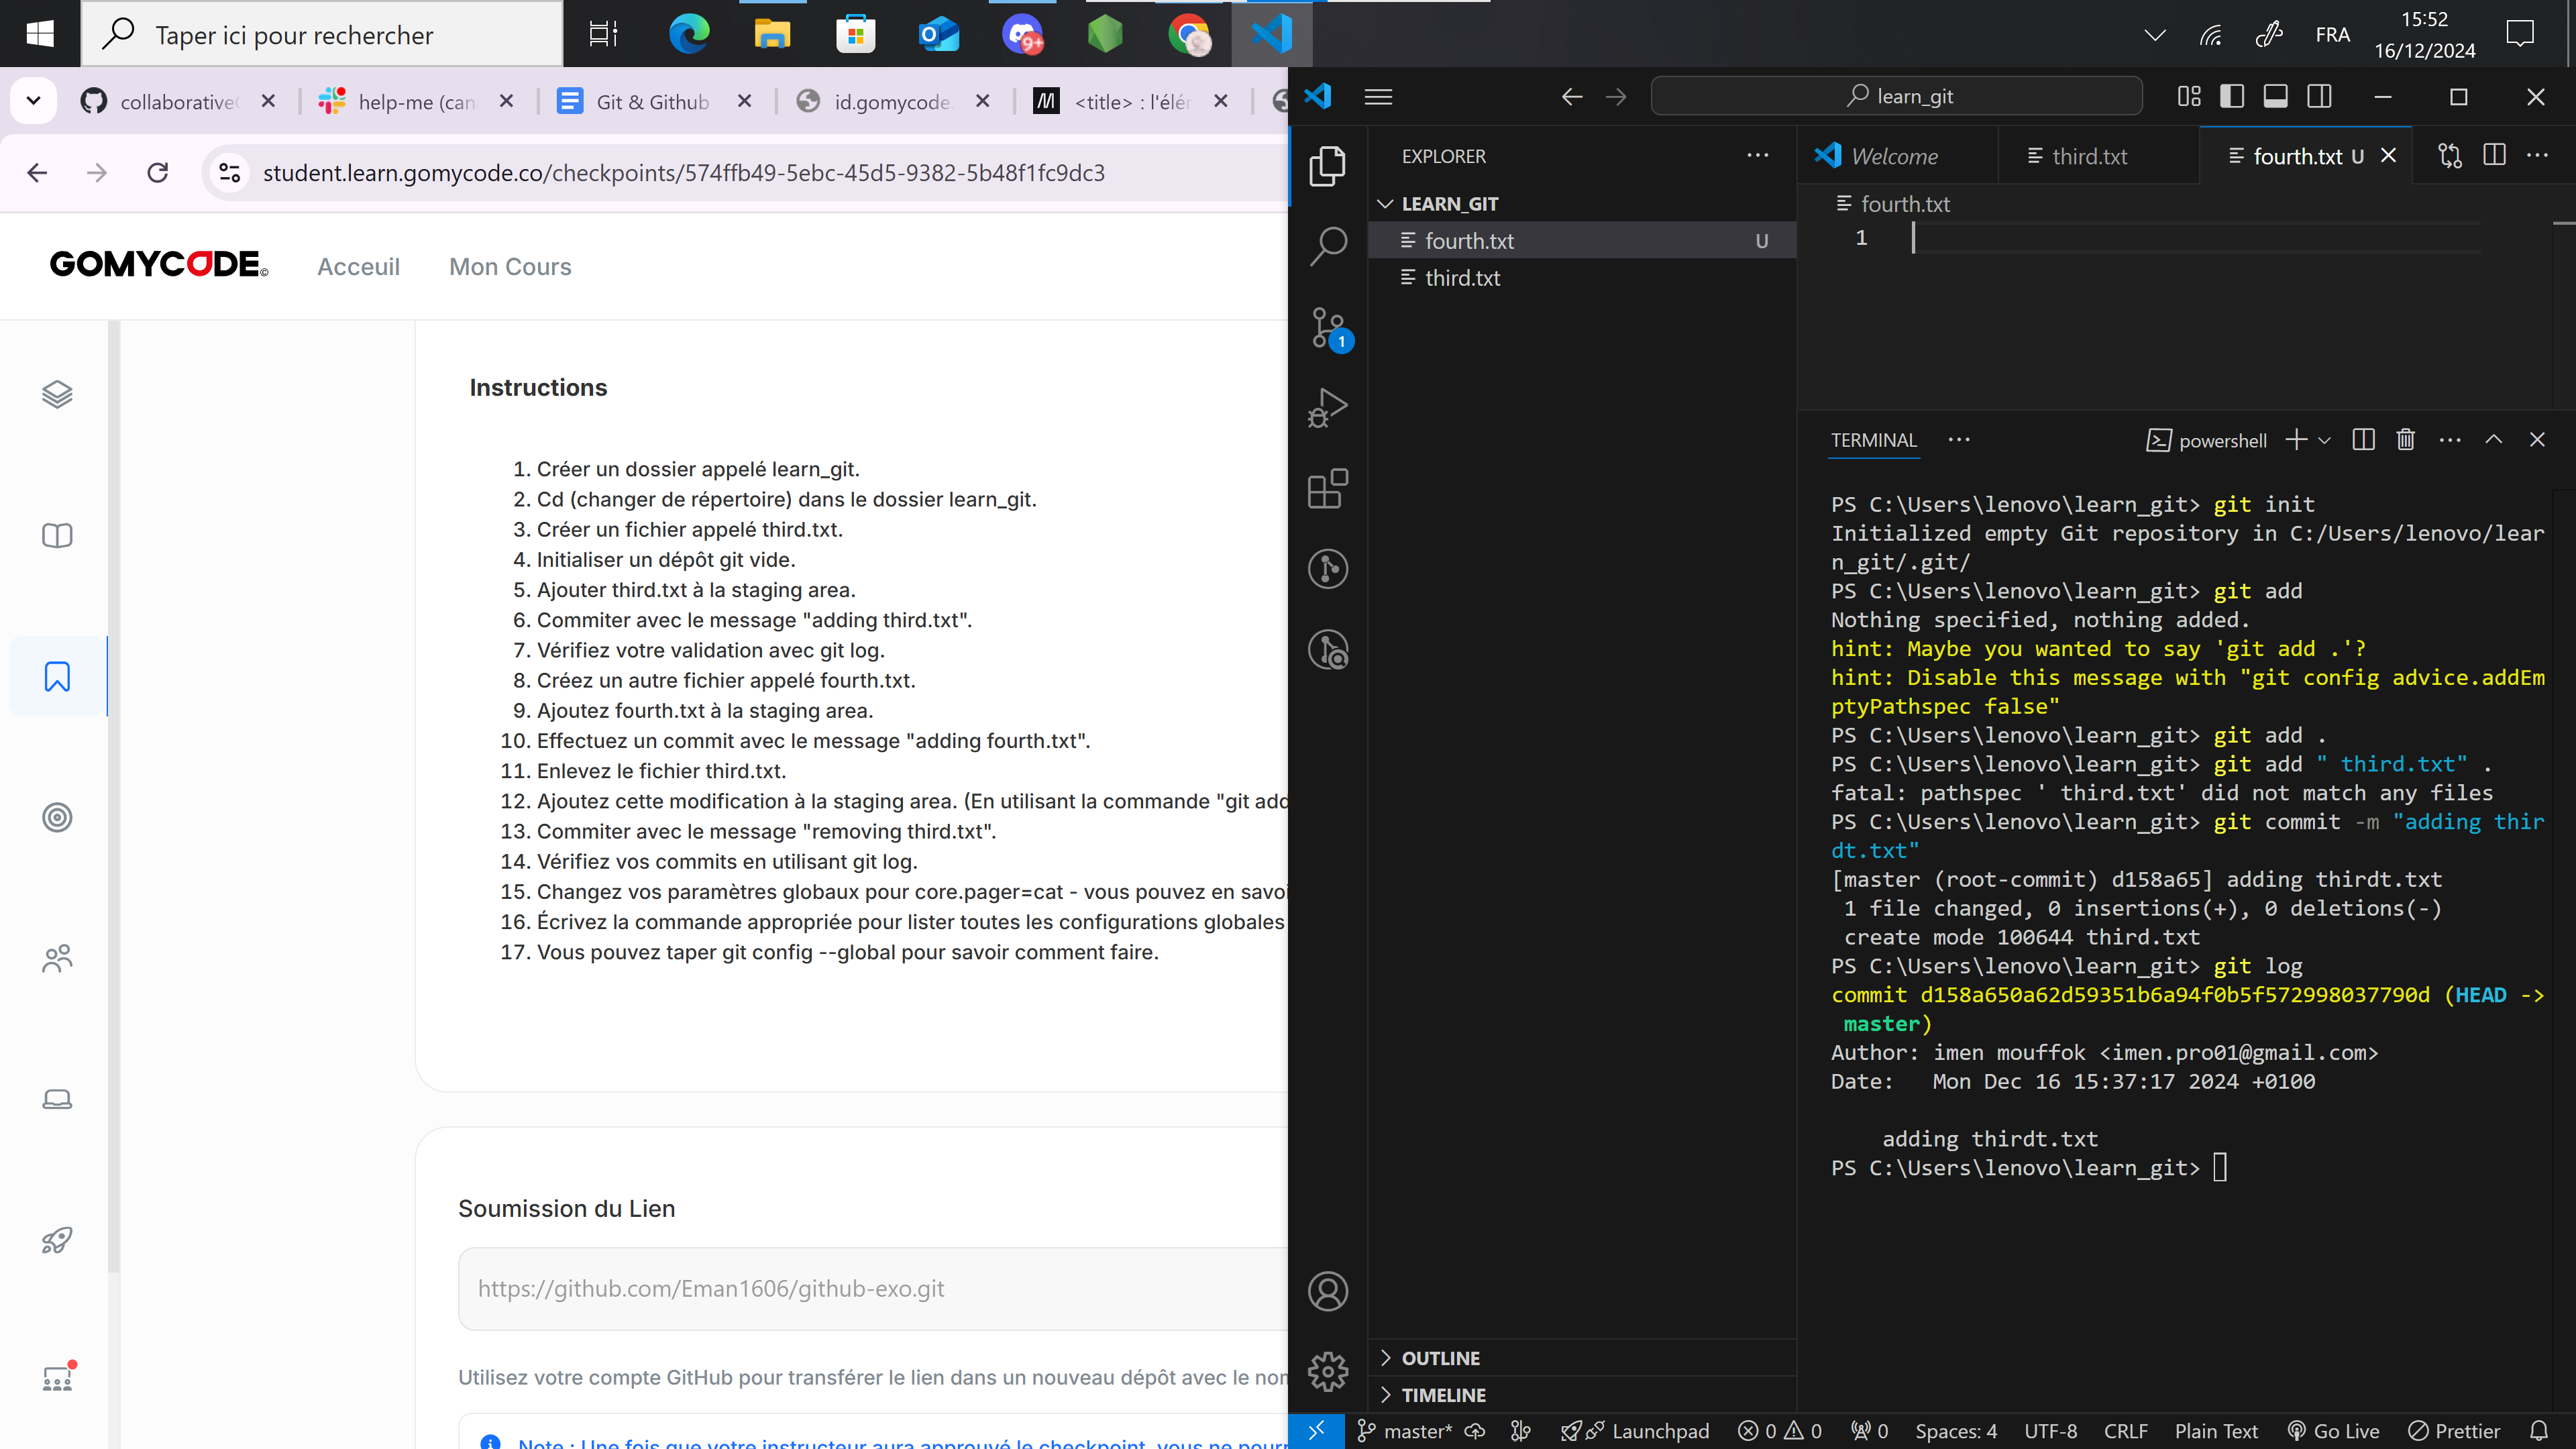 Taper ici pour rechercher
9+
FRA
15:52
16/12/2024
collaborative
help-me (can
Git & Github
id.gomycode.
<title> : l'élér
student.learn.gomycode.co/checkpoints/574ffb49-5ebc-45d5-9382-5b48f1fc9dc3
GOMYCODE
Acceuil
Mon Cours
Instructions
1. Créer un dossier appelé learn_git.
2. Cd (changer de répertoire) dans le dossier learn_git.
3. Créer un fichier appelé third.txt.
4. Initialiser un dépôt git vide.
5. Ajouter third.txt à la staging area.
6. Commiter avec le message "adding third.txt".
7. Vérifiez votre validation avec git log.
8. Créez un autre fichier appelé fourth.txt.
9. Ajoutez fourth.txt à la staging area.
10. Effectuez un commit avec le message "adding fourth.txt".
11. Enlevez le fichier third.txt.
12. Ajoutez cette modification à la staging area. (En utilisant la commande "git add
13. Commiter avec le message "removing third.txt".
14. Vérifiez vos commits en utilisant git log.
15. Changez vos paramètres globaux pour core.pager=cat - vous pouvez en savoi
16. Écrivez la commande appropriée pour lister toutes les configurations globales
17. Vous pouvez taper git config --global pour savoir comment faire.
Soumission du Lien
https://github.com/Eman1606/github-exo.git
Utilisez votre compte GitHub pour transférer le lien dans un nouveau dépôt avec le nor
Note : Une fois que votre instructeur aura approuvé le checkpoint, vous ne pourr
learn_git
EXPLORER
LEARN_GIT
fourth.txt U
third.txt
1
OUTLINE
TIMELINE
Welcome
third.txt
fourth.txt U
fourth.txt
1
TERMINAL
powershell
PS C:\Users\lenovo\learn_git> git init
Initialized empty Git repository in C:/Users/lenovo/lear
n_git/.git/
PS C:\Users\lenovo\learn_git> git add
Nothing specified, nothing added.
hint: Maybe you wanted to say 'git add .'?
hint: Disable this message with "git config advice.addEm
ptyPathspec false"
PS C:\Users\lenovo\learn_git> git add .
PS C:\Users\lenovo\learn_git> git add " third.txt" .
fatal: pathspec ' third.txt' did not match any files
PS C:\Users\lenovo\learn_git> git commit -m "adding thir
dt.txt"
[master (root-commit) d158a65] adding thirdt.txt
1 file changed, 0 insertions(+), 0 deletions(-)
create mode 100644 third.txt
PS C:\Users\lenovo\learn_git> git log
commit d158a650a62d59351b6a94f0b5f572998037790d (HEAD ->
master)
Author: imen mouffok <imen.pro01@gmail.com>
Date:   Mon Dec 16 15:37:17 2024 +0100
adding thirdt.txt
PS C:\Users\lenovo\learn_git>
master*
Launchpad
0
0
0
Spaces: 4
UTF-8
CRLF
Plain Text
Go Live
Prettier